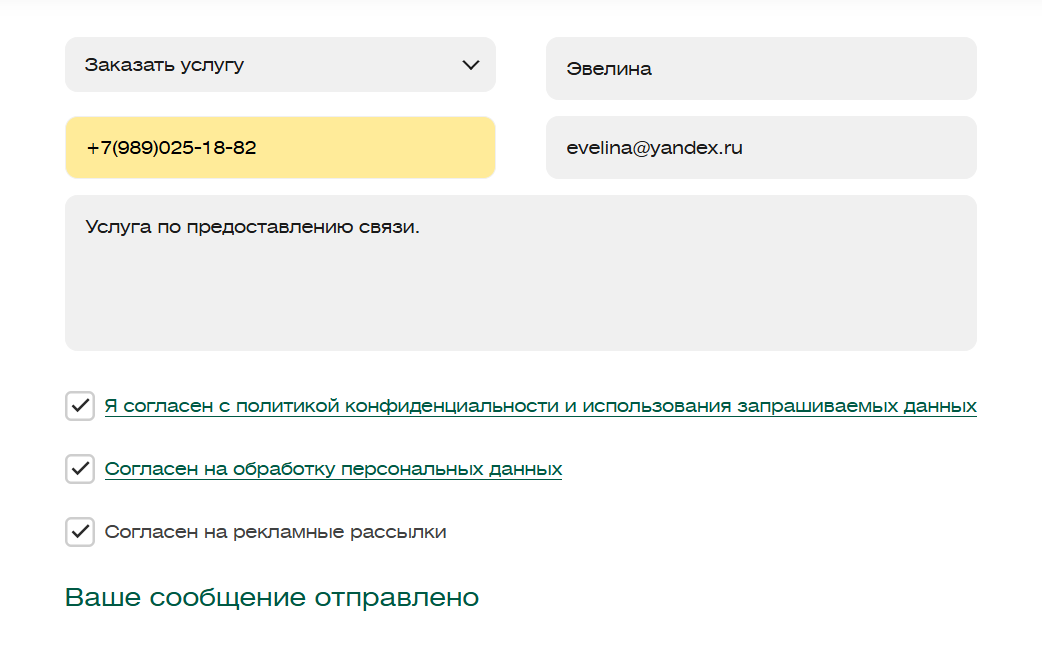 Заказать услугу
Эвелина
+7(989)025-18-82
evelina@yandex.ru
Услуга по предоставлению связи.
Я согласен с политикой конфиденциальности и использования запрашиваемых данных
Согласен на обработку персональных данных
Согласен на рекламные рассылки
Ваше сообщение отправлено